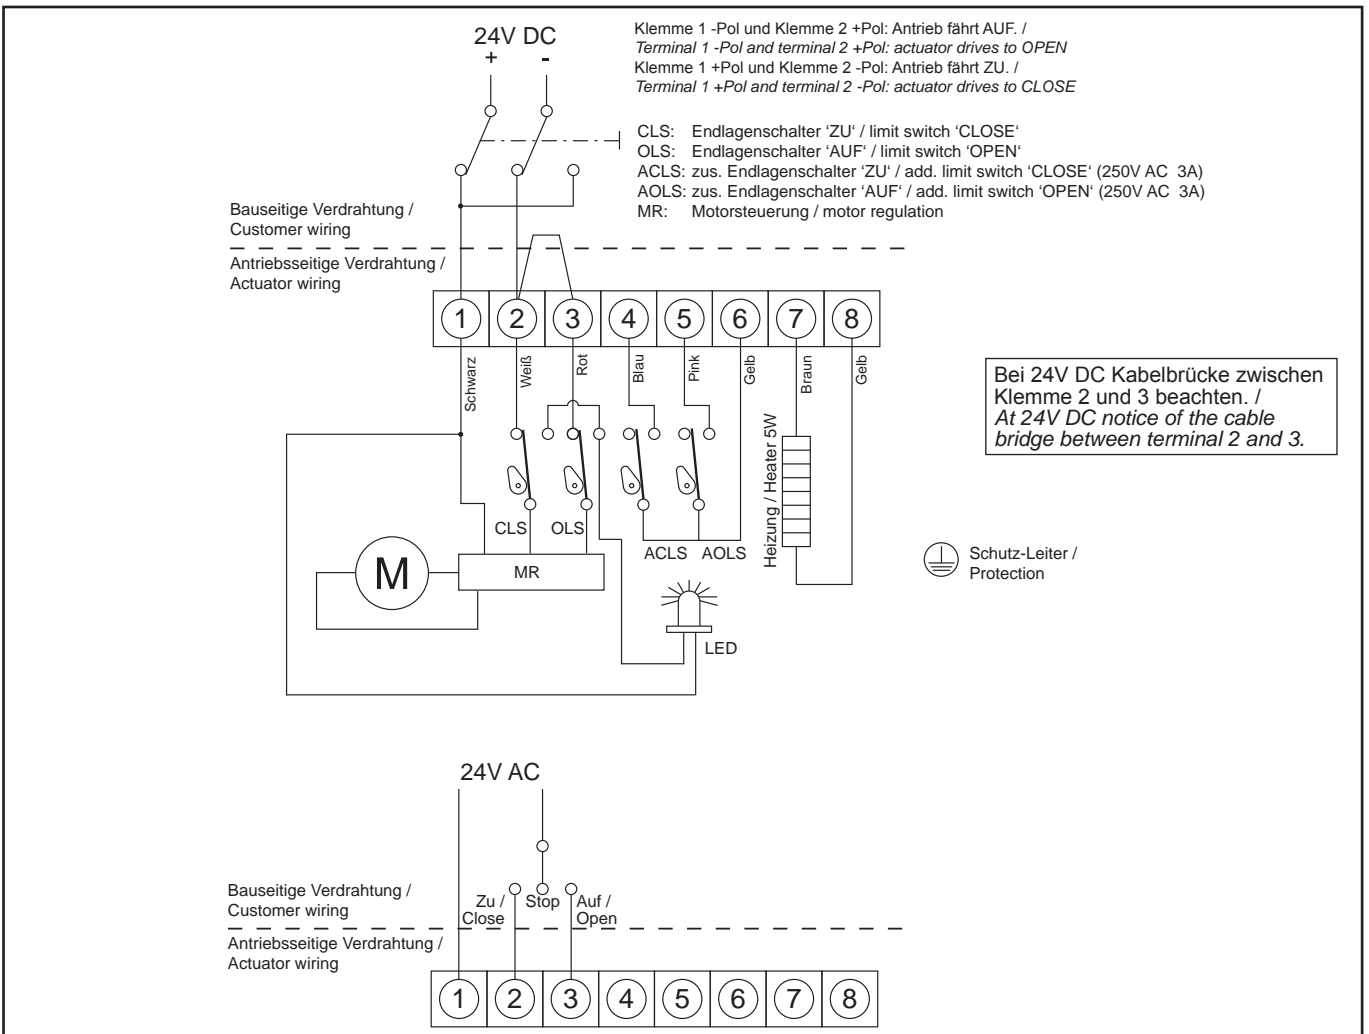 24V DC
+ -
Klemme 1 -Pol und Klemme 2 +Pol: Antrieb fährt AUF. /
Terminal 1 -Pol and terminal 2 +Pol: actuator drives to OPEN
Klemme 1 +Pol und Klemme 2 -Pol: Antrieb fährt ZU. /
Terminal 1 +Pol and terminal 2 -Pol: actuator drives to CLOSE
CLS: Endlagenschalter 'ZU' / limit switch 'CLOSE'
OLS: Endlagenschalter 'AUF' / limit switch 'OPEN'
ACLS: zus. Endlagenschalter 'ZU' / add. limit switch 'CLOSE' (250V AC 3A)
AOLS: zus. Endlagenschalter 'AUF' / add. limit switch 'OPEN' (250V AC 3A)
MR: Motorsteuerung / motor regulation
Bauseitige Verdrahtung /
Customer wiring
Antriebsseitige Verdrahtung /
Actuator wiring
1 2 3 4 5 6 7 8
Schwarz
Weiß
Rot
Blau
Pink
Gelb
Braun
Gelb
Bei 24V DC Kabelbrücke zwischen
Klemme 2 und 3 beachten. /
At 24V DC notice of the cable
bridge between terminal 2 and 3.
Heizung / Heater 5W
CLS OLS
ACLS AOLS
M
MR
LED
Schutz-Leiter /
Protection
24V AC
Bauseitige Verdrahtung /
Customer wiring
Zu /
Close
Stop
Auf /
Open
Antriebsseitige Verdrahtung /
Actuator wiring
1 2 3 4 5 6 7 8